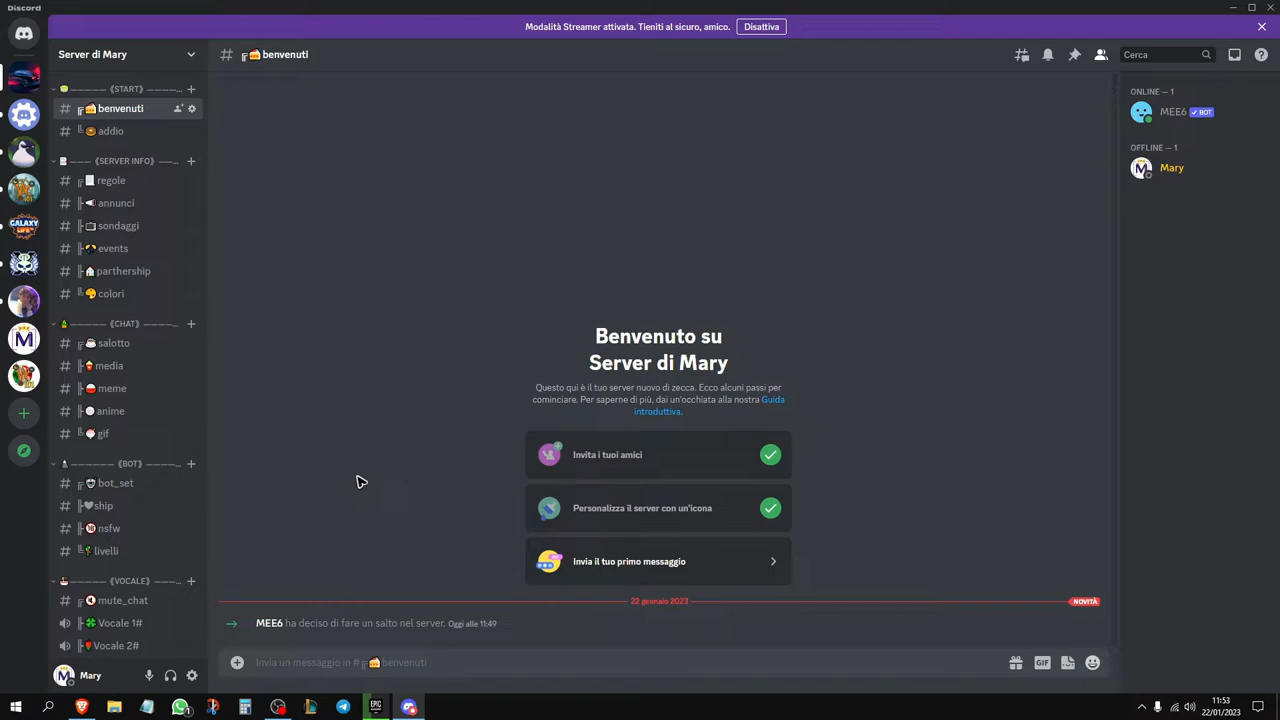 Discord
Modalità Streamer attivata. Tieniti al sicuro, amico. Disattiva
Server di Mary
# ╔🍰benvenuti
Cerca
——— 《START》 ———...
╔🍰benvenuti
╚🍩addio
——— 《SERVER INFO》 ——...
regole
annunci
sondaggi
events
parthership
colori
————— 《CHAT》 ————...
salotto
media
meme
anime
gif
—————— 《BOT》 ————...
bot_set
ship
nsfw
livelli
————— 《VOCALE》 ———...
mute_chat
Vocale 1#
Vocale 2#
Mary
Benvenuto su
Server di Mary
Questo qui è il tuo server nuovo di zecca. Ecco alcuni passi per
cominciare. Per saperne di più, dai un'occhiata alla nostra Guida
introduttiva.
Invita i tuoi amici
Personalizza il server con un'icona
Invia il tuo primo messaggio
22 gennaio 2023 NOVITÀ
MEE6 ha deciso di fare un salto nel server. Oggi alle 11:49
Invia un messaggio in # ╔🍰benvenuti
GIF
ONLINE — 1
MEE6 ✓ BOT
OFFLINE — 1
Mary
GALAXY
LIFE
M
EPIC
GAMES
1
11:53
22/01/2023